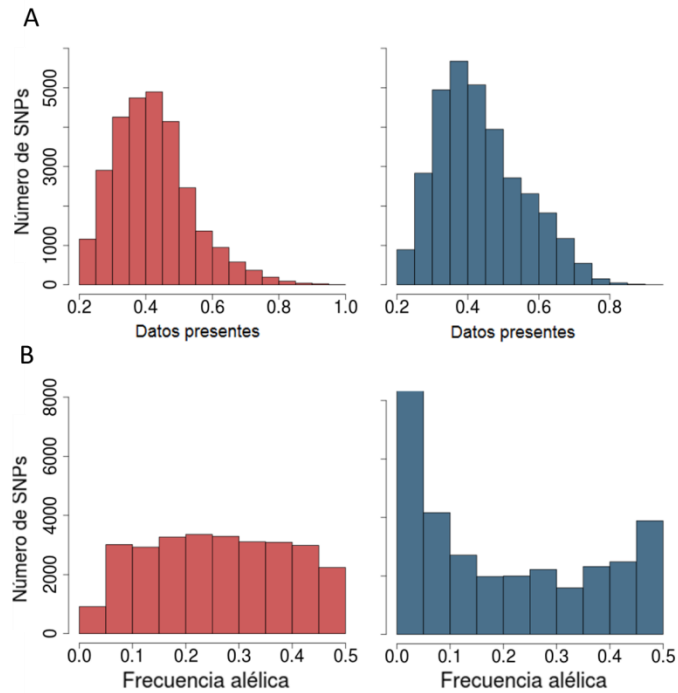 A
Número de SNPs
0 1000 3000 5000
0.2 0.4 0.6 0.8 1.0
Datos presentes
0.2 0.4 0.6 0.8
Datos presentes
B
Número de SNPs
0 2000 4000 6000 8000
0.0 0.1 0.2 0.3 0.4 0.5
Frecuencia alélica
0.0 0.1 0.2 0.3 0.4 0.5
Frecuencia alélica